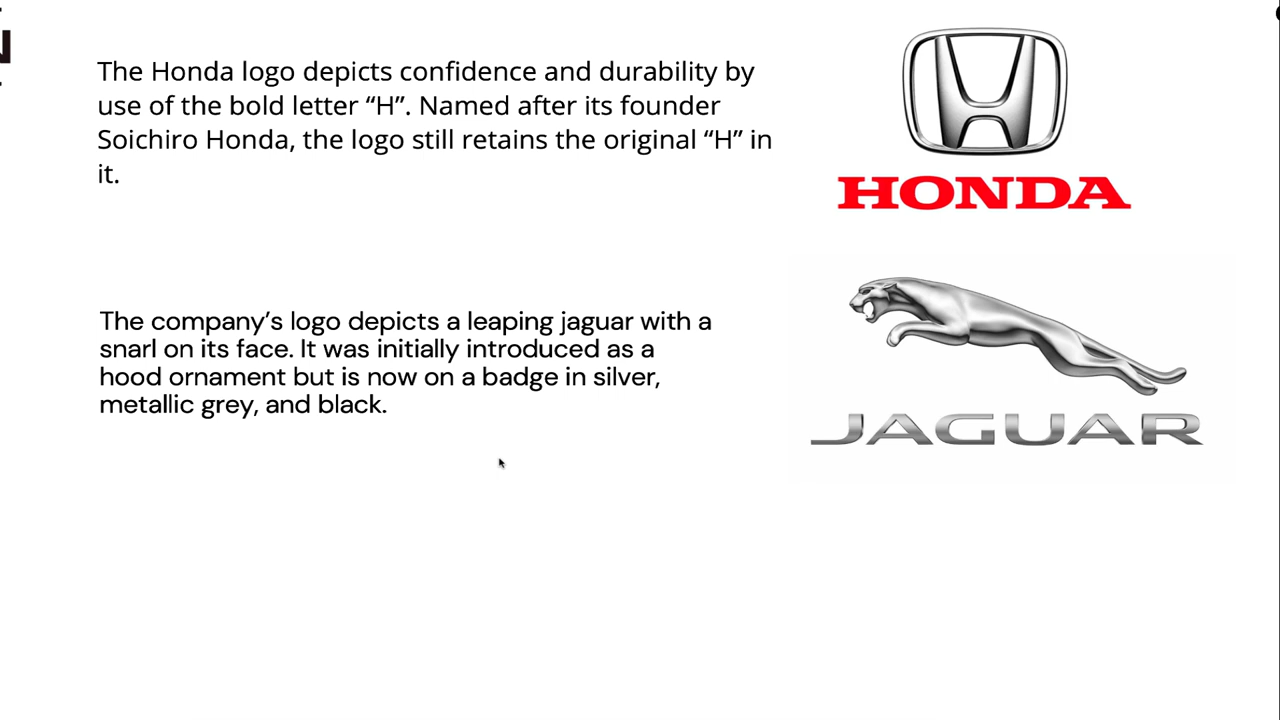 N
The Honda logo depicts confidence and durability by
use of the bold letter “H”. Named after its founder
Soichiro Honda, the logo still retains the original “H” in
it.
HONDA
The company’s logo depicts a leaping jaguar with a
snarl on its face. It was initially introduced as a
hood ornament but is now on a badge in silver,
metallic grey, and black.
JAGUAR